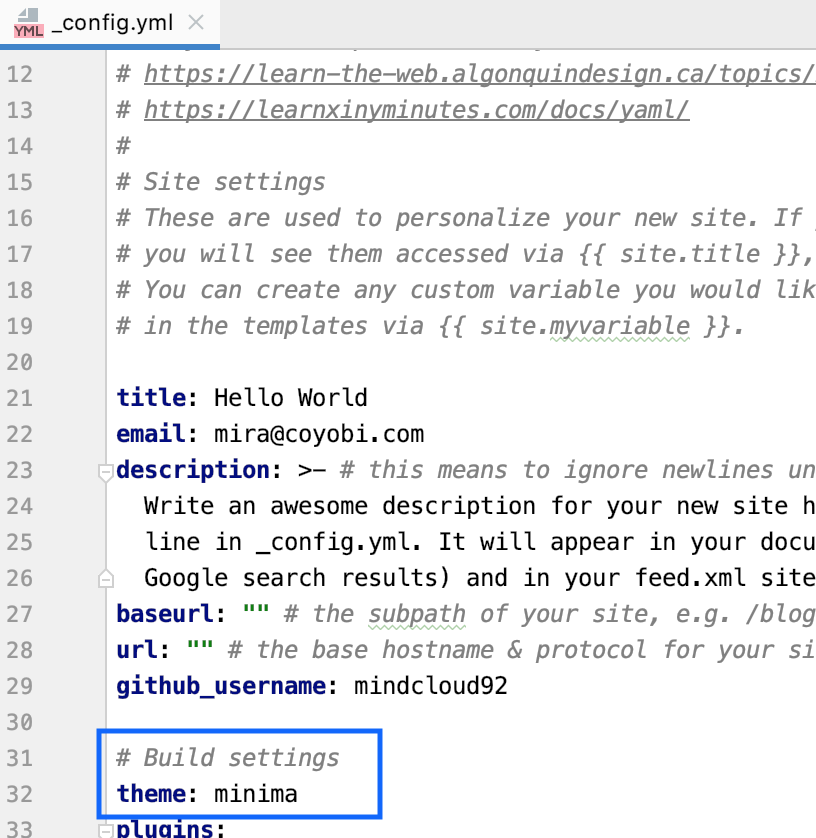 YML _config.yml
12 # https://learn-the-web.algonquindesign.ca/topics/
13 # https://learnxinyminutes.com/docs/yaml/
14 #
15 # Site settings
16 # These are used to personalize your new site. If
17 # you will see them accessed via {{ site.title }},
18 # You can create any custom variable you would lik
19 # in the templates via {{ site.myvariable }}.
20
21 title: Hello World
22 email: mira@coyobi.com
23 description: >- # this means to ignore newlines un
24 Write an awesome description for your new site h
25 line in _config.yml. It will appear in your docu
26 Google search results) and in your feed.xml site
27 baseurl: "" # the subpath of your site, e.g. /blog
28 url: "" # the base hostname & protocol for your si
29 github_username: mindcloud92
30
31 # Build settings
32 theme: minima
33 plugins: